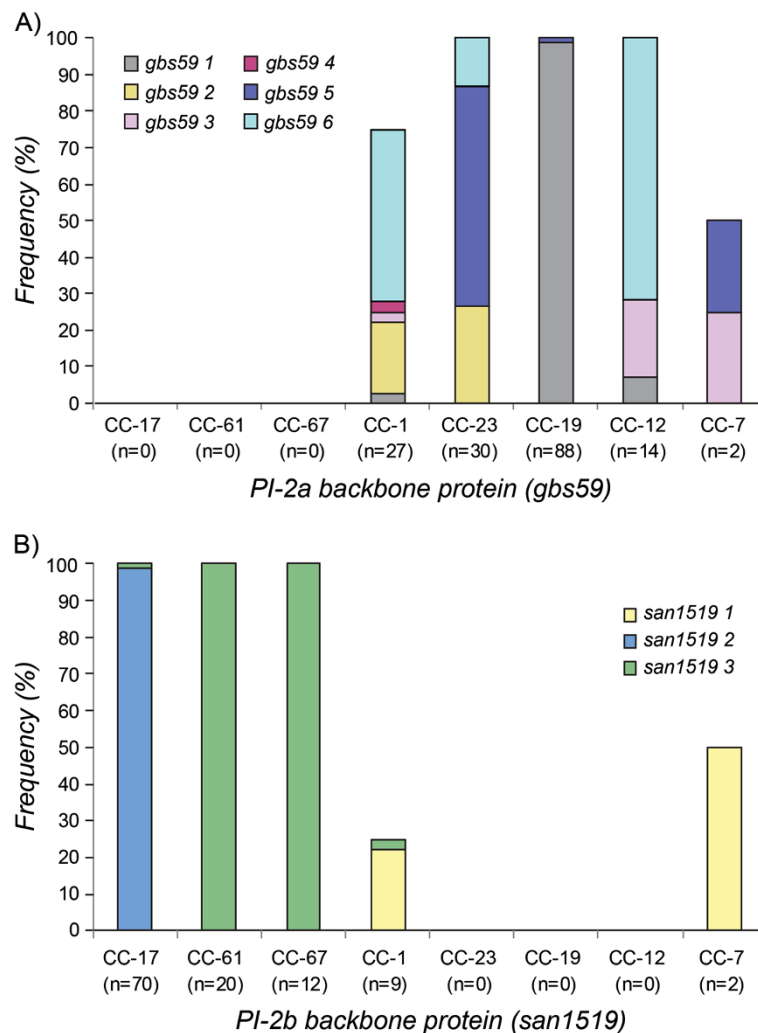 A)
100
90
80
70
60
50
40
30
20
10
0
Frequency (%)
gbs59 1 gbs59 4
gbs59 2 gbs59 5
gbs59 3 gbs59 6
CC-17 CC-61 CC-67 CC-1 CC-23 CC-19 CC-12 CC-7
(n=0) (n=0) (n=0) (n=27) (n=30) (n=88) (n=14) (n=2)
PI-2a backbone protein (gbs59)
B)
100
90
80
70
60
50
40
30
20
10
0
Frequency (%)
san1519 1
san1519 2
san1519 3
CC-17 CC-61 CC-67 CC-1 CC-23 CC-19 CC-12 CC-7
(n=70) (n=20) (n=12) (n=9) (n=0) (n=0) (n=0) (n=2)
PI-2b backbone protein (san1519)